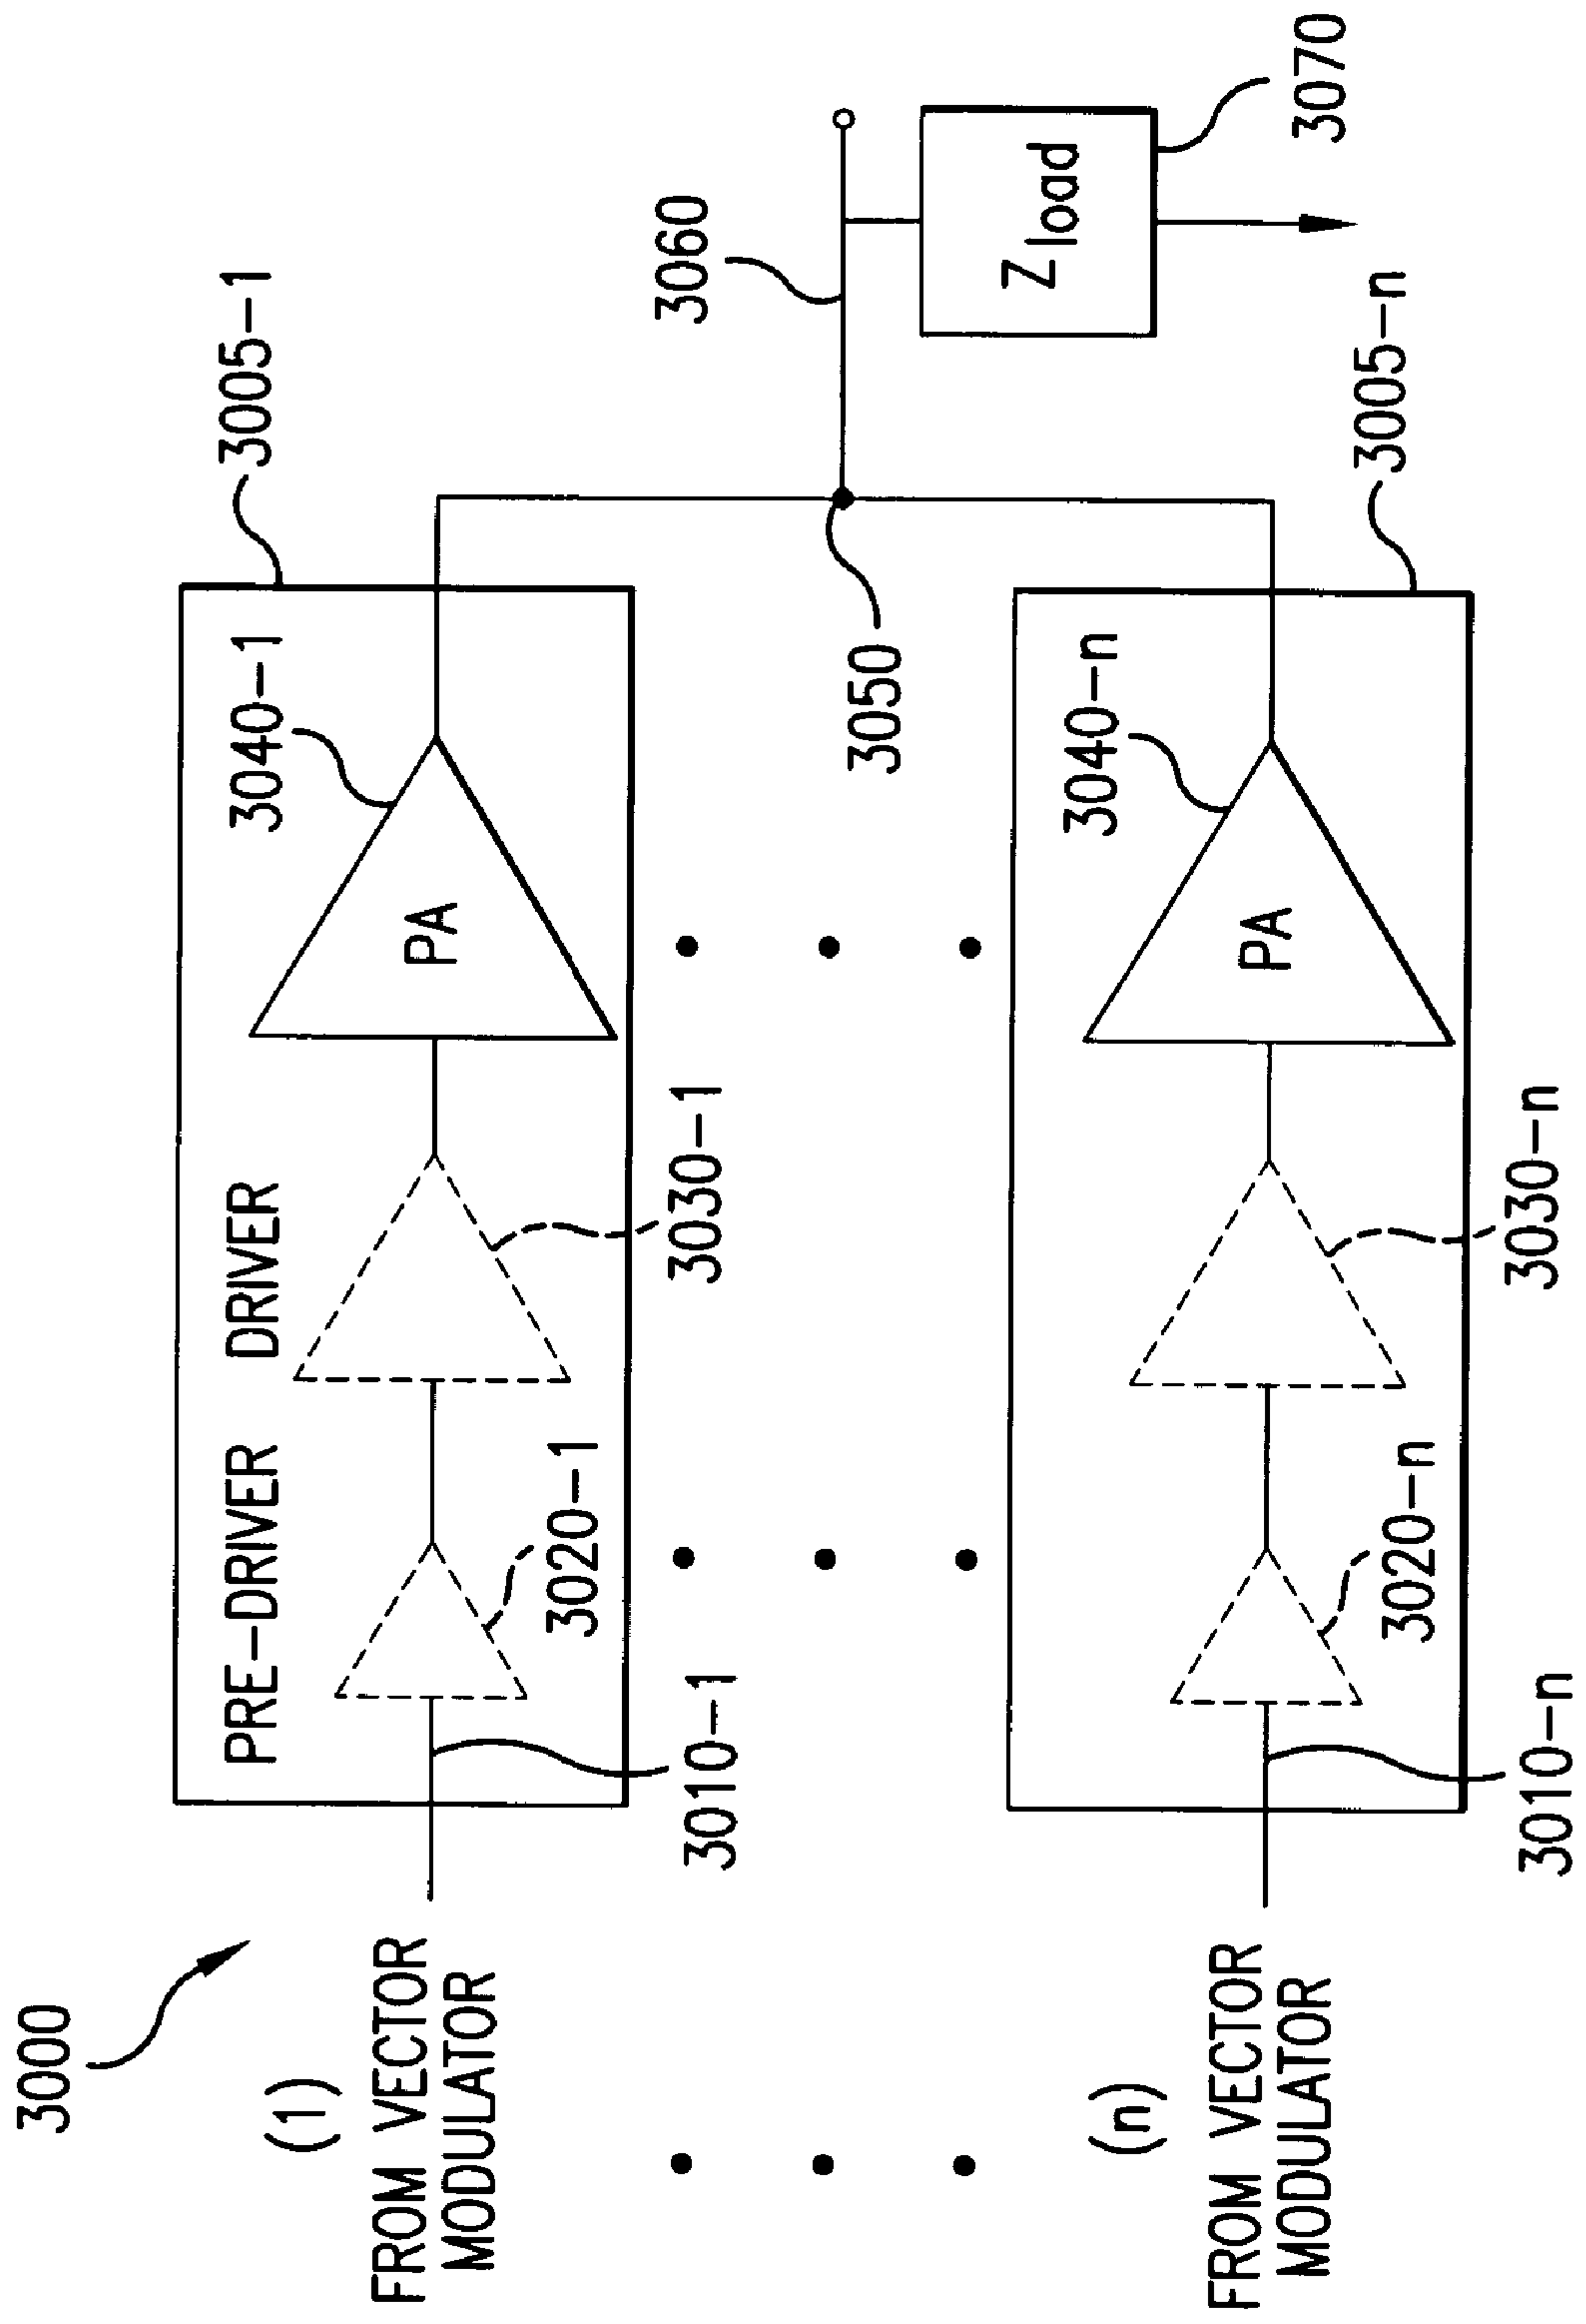 3000
(1)
FROM VECTOR
MODULATOR
3010-1
PRE-DRIVER
3020-1
DRIVER
3030-1
PA
3040-1
3005-1
3050
3060
Zload
3070
(n)
FROM VECTOR
MODULATOR
3010-n
3020-n
3030-n
PA
3040-n
3005-n